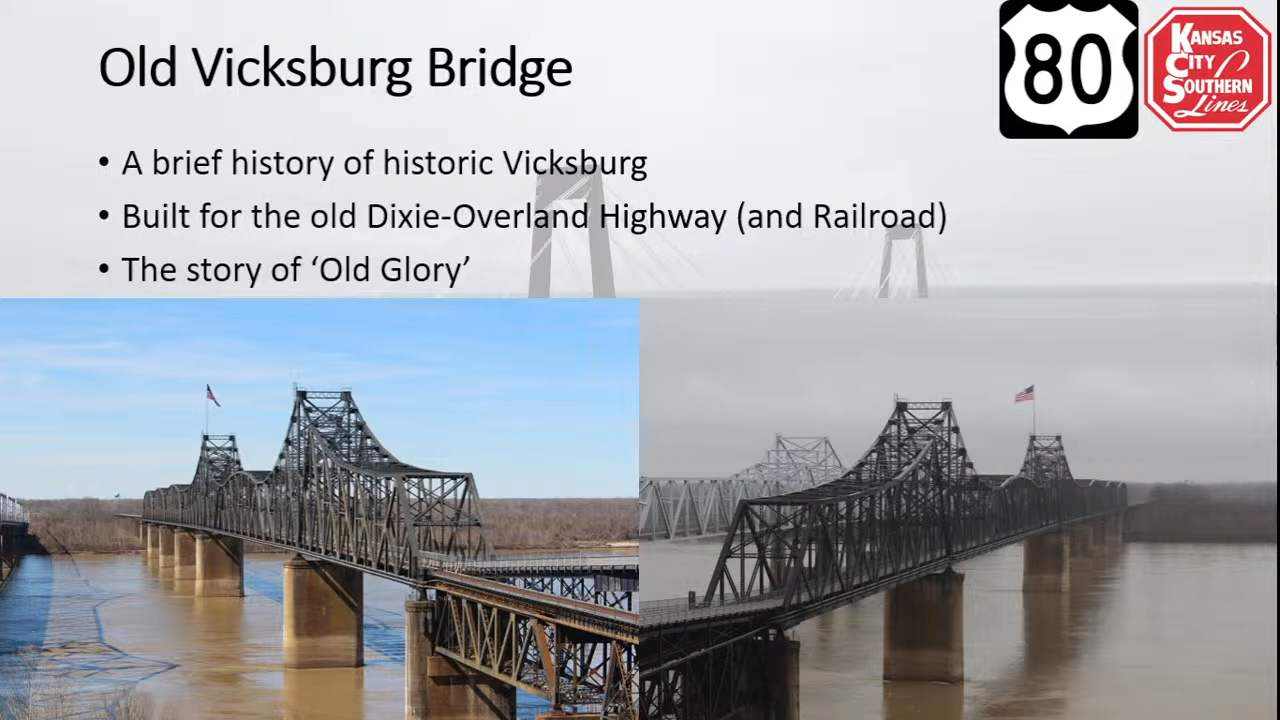 Old Vicksburg Bridge
80
KANSAS
CITY
SOUTHERN
Lines
• A brief history of historic Vicksburg
• Built for the old Dixie-Overland Highway (and Railroad)
• The story of ‘Old Glory’